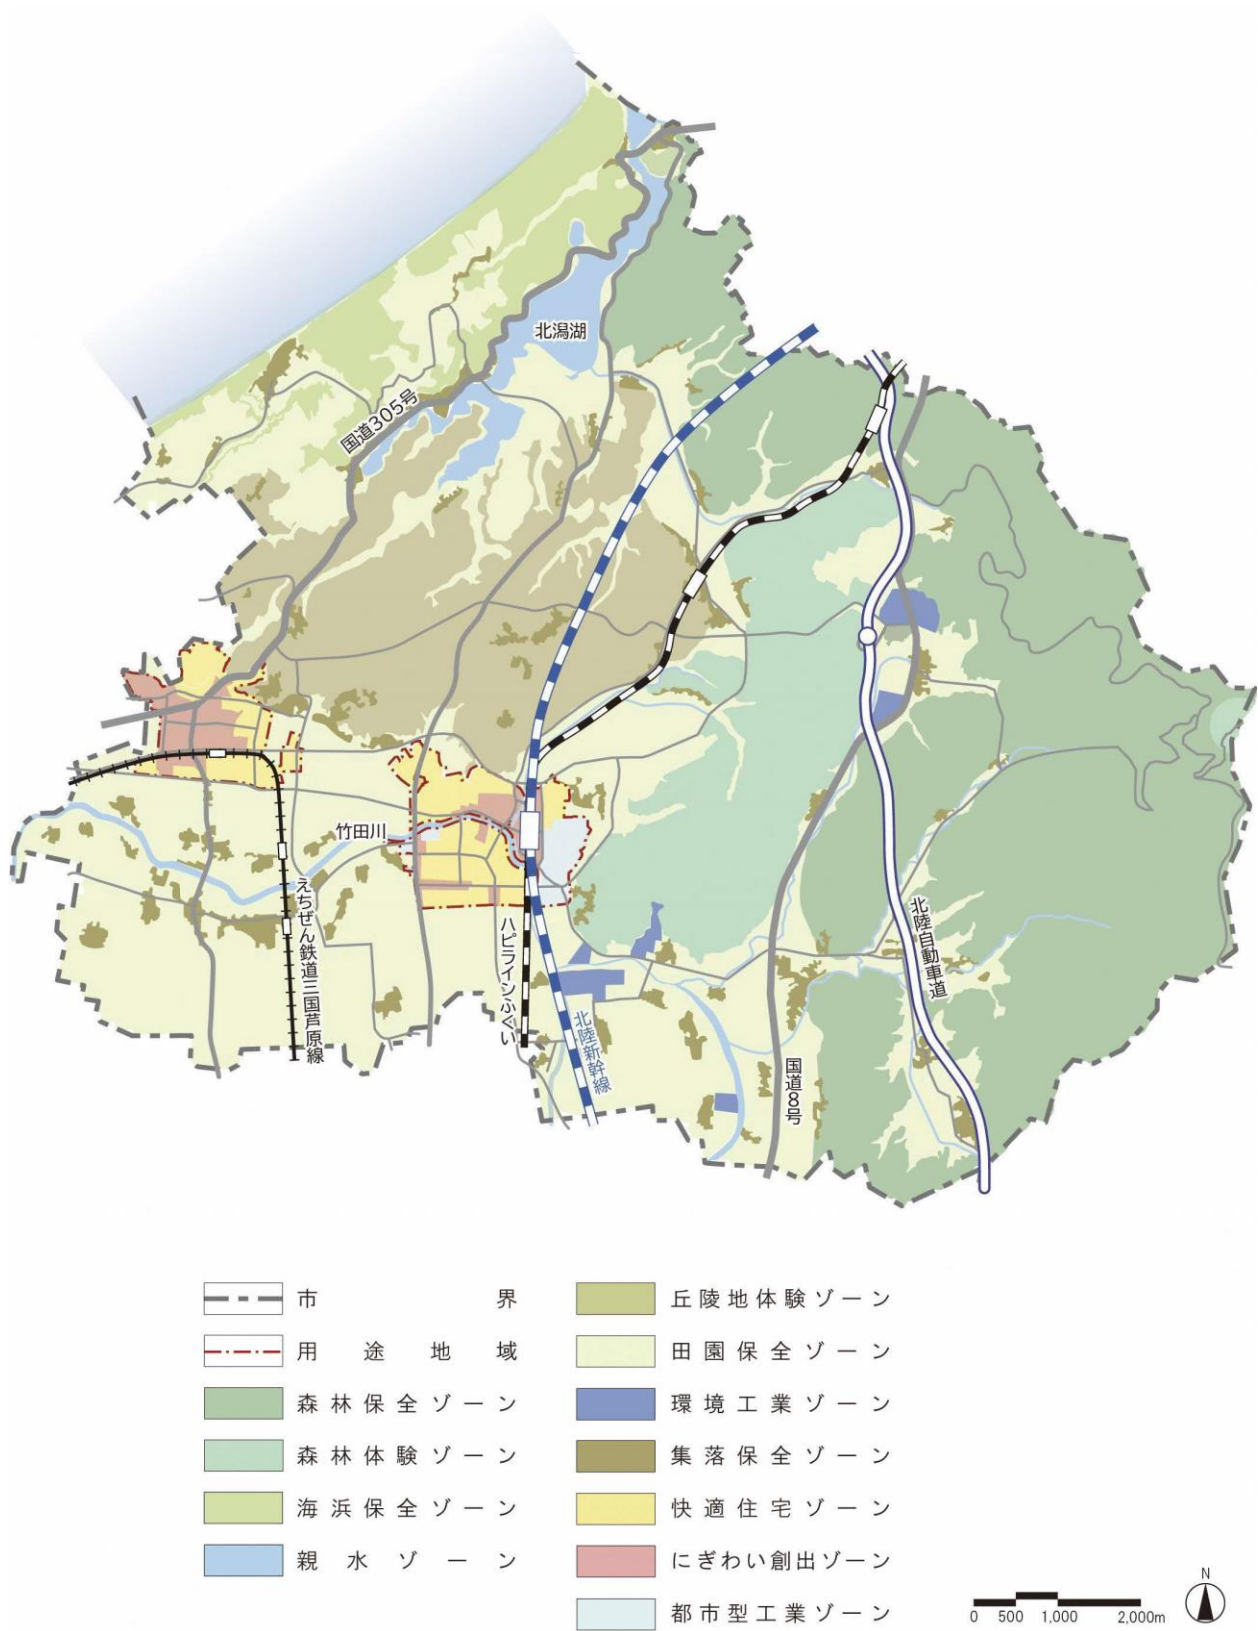 北潟湖
国道305号
竹田川
えちぜん鉄道三国芦原線
ハピラインふくい
北陸新幹線
北陸自動車道
国道8号
市界
用途地域
森林保全ゾーン
森林体験ゾーン
海浜保全ゾーン
親水ゾーン
丘陵地体験ゾーン
田園保全ゾーン
環境工業ゾーン
集落保全ゾーン
快適住宅ゾーン
にぎわい創出ゾーン
都市型工業ゾーン
0 500 1,000 2,000m
N